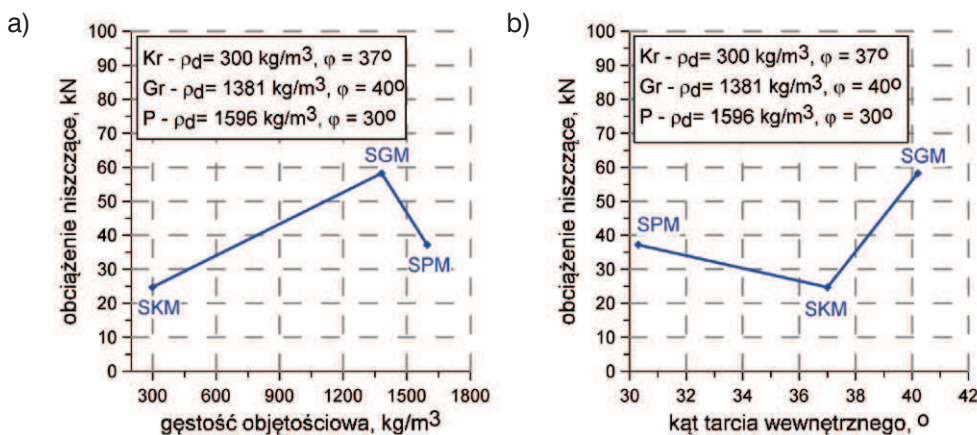 a)
obciążenie niszczące, kN
100
90
80
70
60
50
40
30
20
10
0
Kr - ρd= 300 kg/m3, φ = 37o
Gr - ρd= 1381 kg/m3, φ = 40o
P - ρd= 1596 kg/m3, φ = 30o
SGM
SPM
SKM
300 600 900 1200 1500 1800
gęstość objętościowa, kg/m3
b)
obciążenie niszczące, kN
100
90
80
70
60
50
40
30
20
10
0
Kr - ρd= 300 kg/m3, φ = 37o
Gr - ρd= 1381 kg/m3, φ = 40o
P - ρd= 1596 kg/m3, φ = 30o
SGM
SPM
SKM
30 32 34 36 38 40 42
kąt tarcia wewnętrznego, o